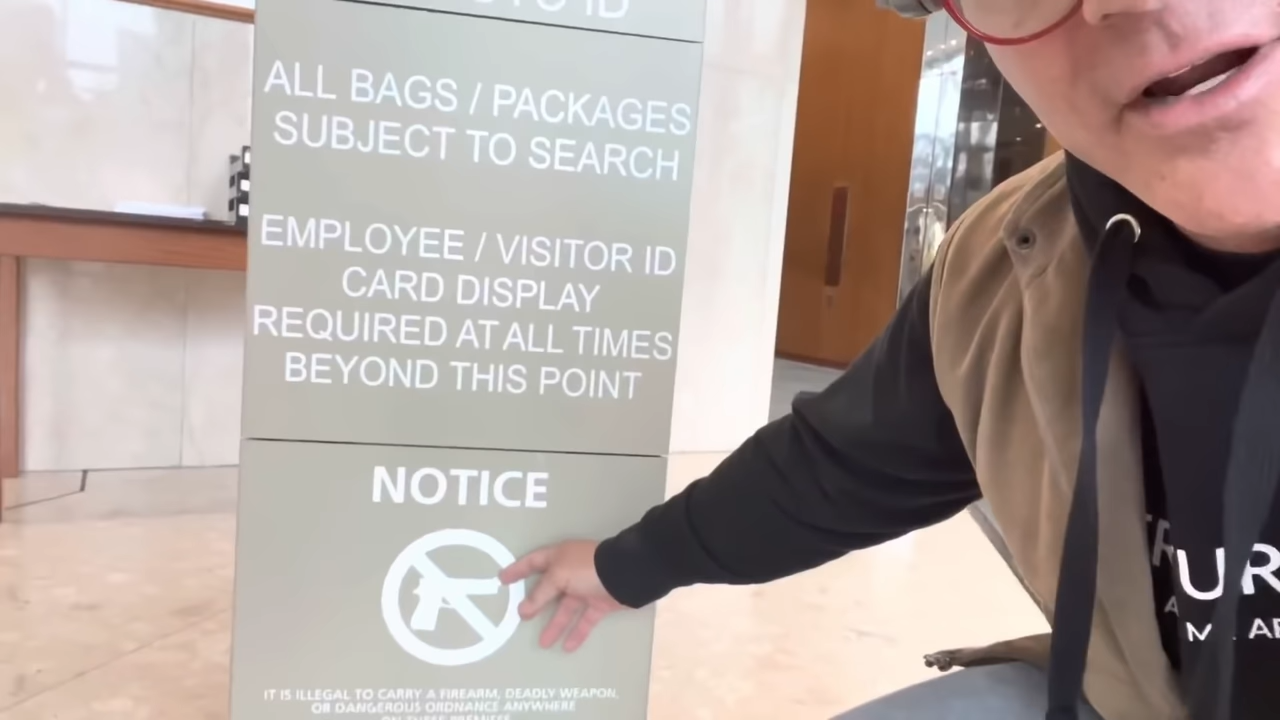 ID
ALL BAGS / PACKAGES
SUBJECT TO SEARCH
EMPLOYEE / VISITOR ID
CARD DISPLAY
REQUIRED AT ALL TIMES
BEYOND THIS POINT
NOTICE
IT IS ILLEGAL TO CARRY A FIREARM, DEADLY WEAPON,
OR DANGEROUS ORDNANCE ANYWHERE